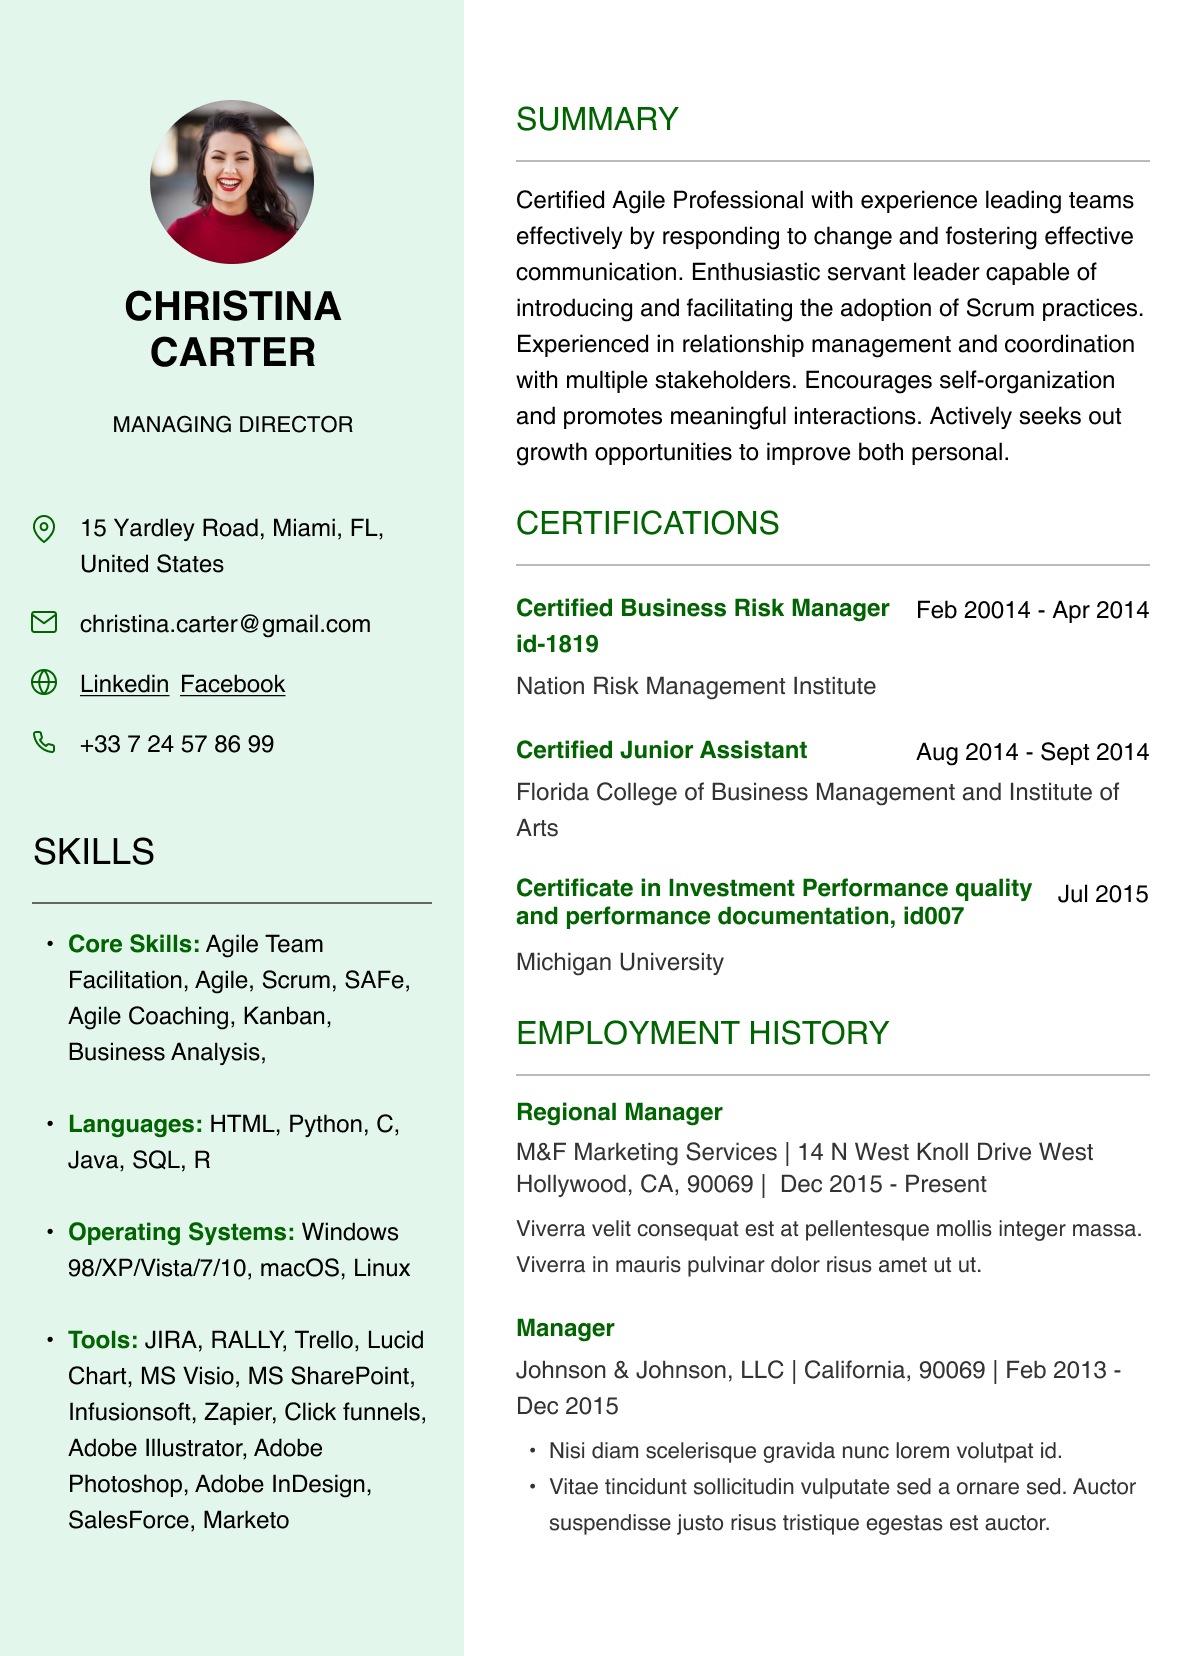 CHRISTINA
CARTER
MANAGING DIRECTOR
15 Yardley Road, Miami, FL,
United States
christina.carter@gmail.com
Linkedin Facebook
+33 7 24 57 86 99
SKILLS
• Core Skills: Agile Team
Facilitation, Agile, Scrum, SAFe,
Agile Coaching, Kanban,
Business Analysis,
• Languages: HTML, Python, C,
Java, SQL, R
• Operating Systems: Windows
98/XP/Vista/7/10, macOS, Linux
• Tools: JIRA, RALLY, Trello, Lucid
Chart, MS Visio, MS SharePoint,
Infusionsoft, Zapier, Click funnels,
Adobe Illustrator, Adobe
Photoshop, Adobe InDesign,
SalesForce, Marketo
SUMMARY
Certified Agile Professional with experience leading teams
effectively by responding to change and fostering effective
communication. Enthusiastic servant leader capable of
introducing and facilitating the adoption of Scrum practices.
Experienced in relationship management and coordination
with multiple stakeholders. Encourages self-organization
and promotes meaningful interactions. Actively seeks out
growth opportunities to improve both personal.
CERTIFICATIONS
Certified Business Risk Manager Feb 20014 - Apr 2014
id-1819
Nation Risk Management Institute
Certified Junior Assistant Aug 2014 - Sept 2014
Florida College of Business Management and Institute of
Arts
Certificate in Investment Performance quality Jul 2015
and performance documentation, id007
Michigan University
EMPLOYMENT HISTORY
Regional Manager
M&F Marketing Services | 14 N West Knoll Drive West
Hollywood, CA, 90069 | Dec 2015 - Present
Viverra velit consequat est at pellentesque mollis integer massa.
Viverra in mauris pulvinar dolor risus amet ut ut.
Manager
Johnson & Johnson, LLC | California, 90069 | Feb 2013 -
Dec 2015
• Nisi diam scelerisque gravida nunc lorem volutpat id.
• Vitae tincidunt sollicitudin vulputate sed a ornare sed. Auctor
suspendisse justo risus tristique egestas est auctor.